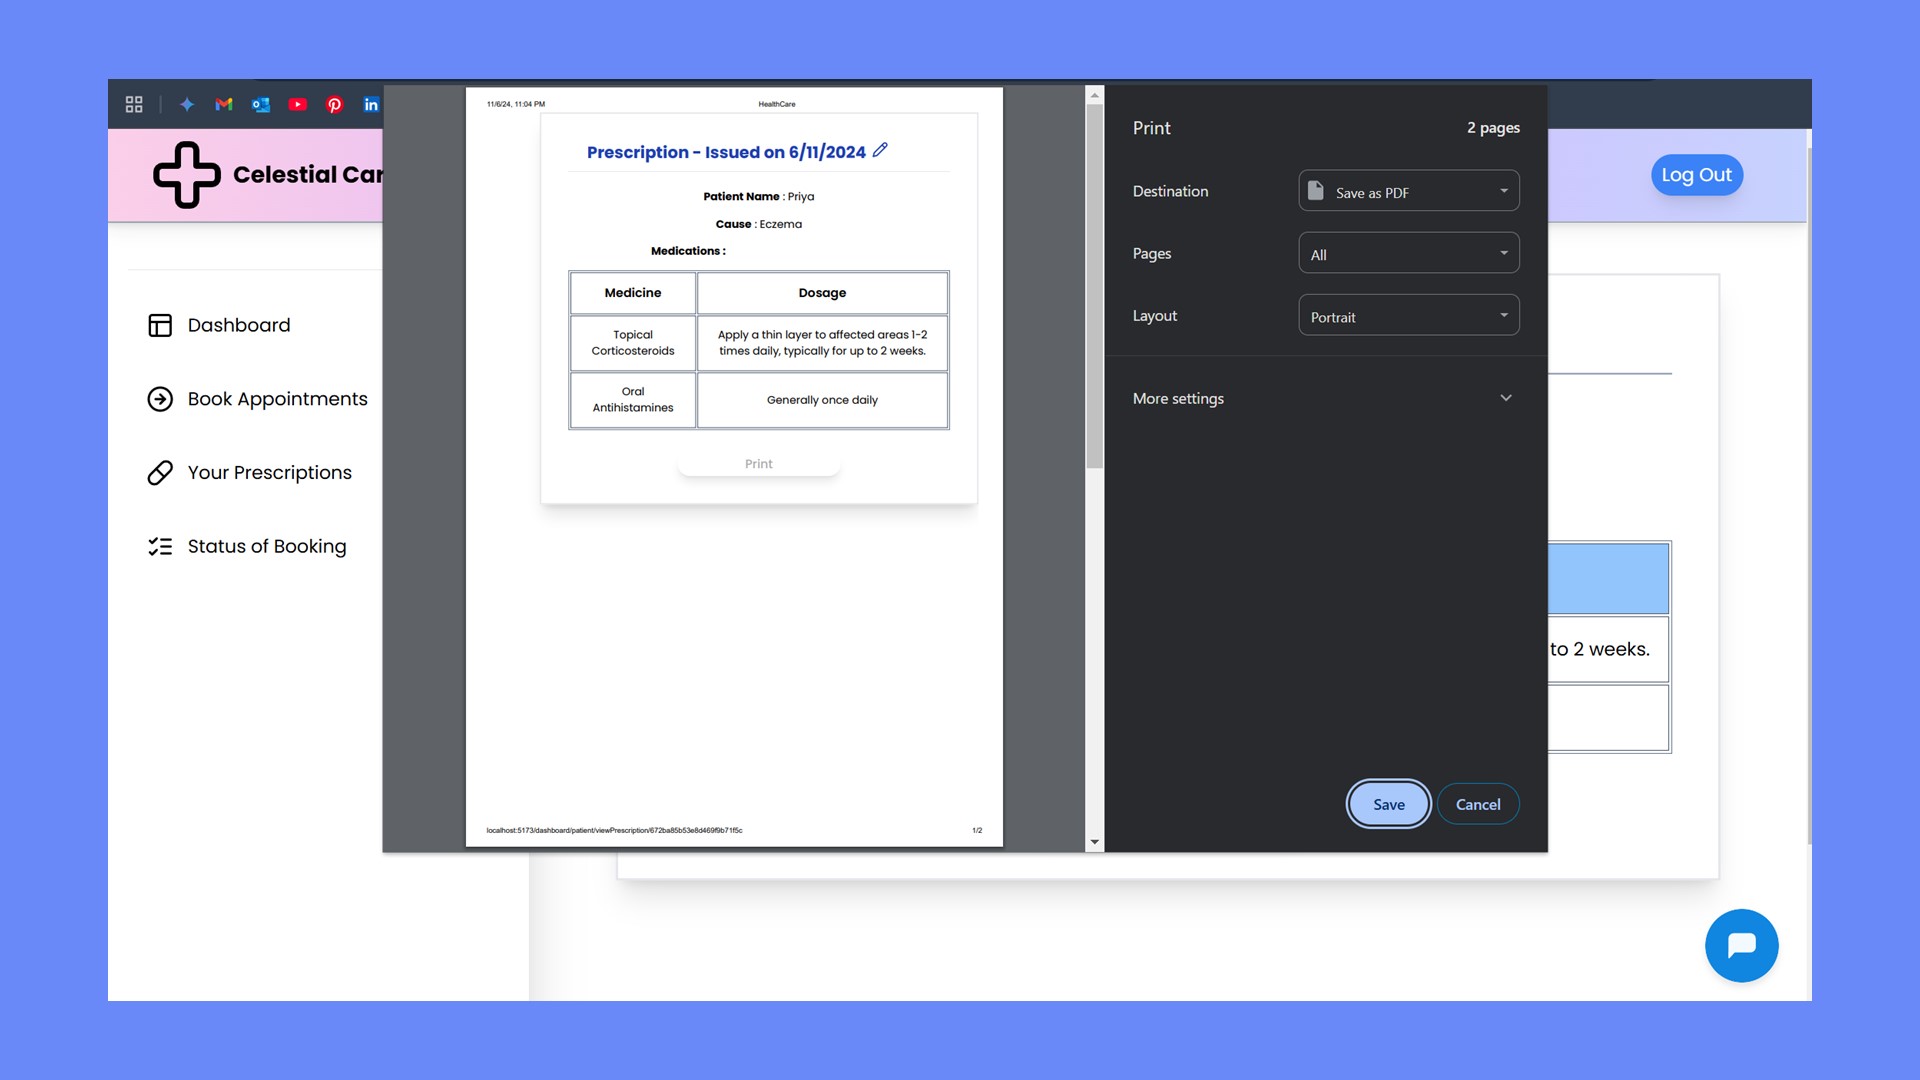 Celestial Car
Log Out
Dashboard
Book Appointments
Your Prescriptions
Status of Booking
11/6/24, 11:04 PM
HealthCare
Prescription - Issued on 6/11/2024
Patient Name : Priya
Cause : Eczema
Medications :
Medicine
Dosage
Topical
Corticosteroids
Apply a thin layer to affected areas 1-2
times daily, typically for up to 2 weeks.
Oral
Antihistamines
Generally once daily
Print
localhost:5173/dashboard/patient/viewPrescription/672ba85b53e8d469f9b71f5c
1/2
Print
2 pages
Destination
Save as PDF
Pages
All
Layout
Portrait
More settings
Save
Cancel
to 2 weeks.